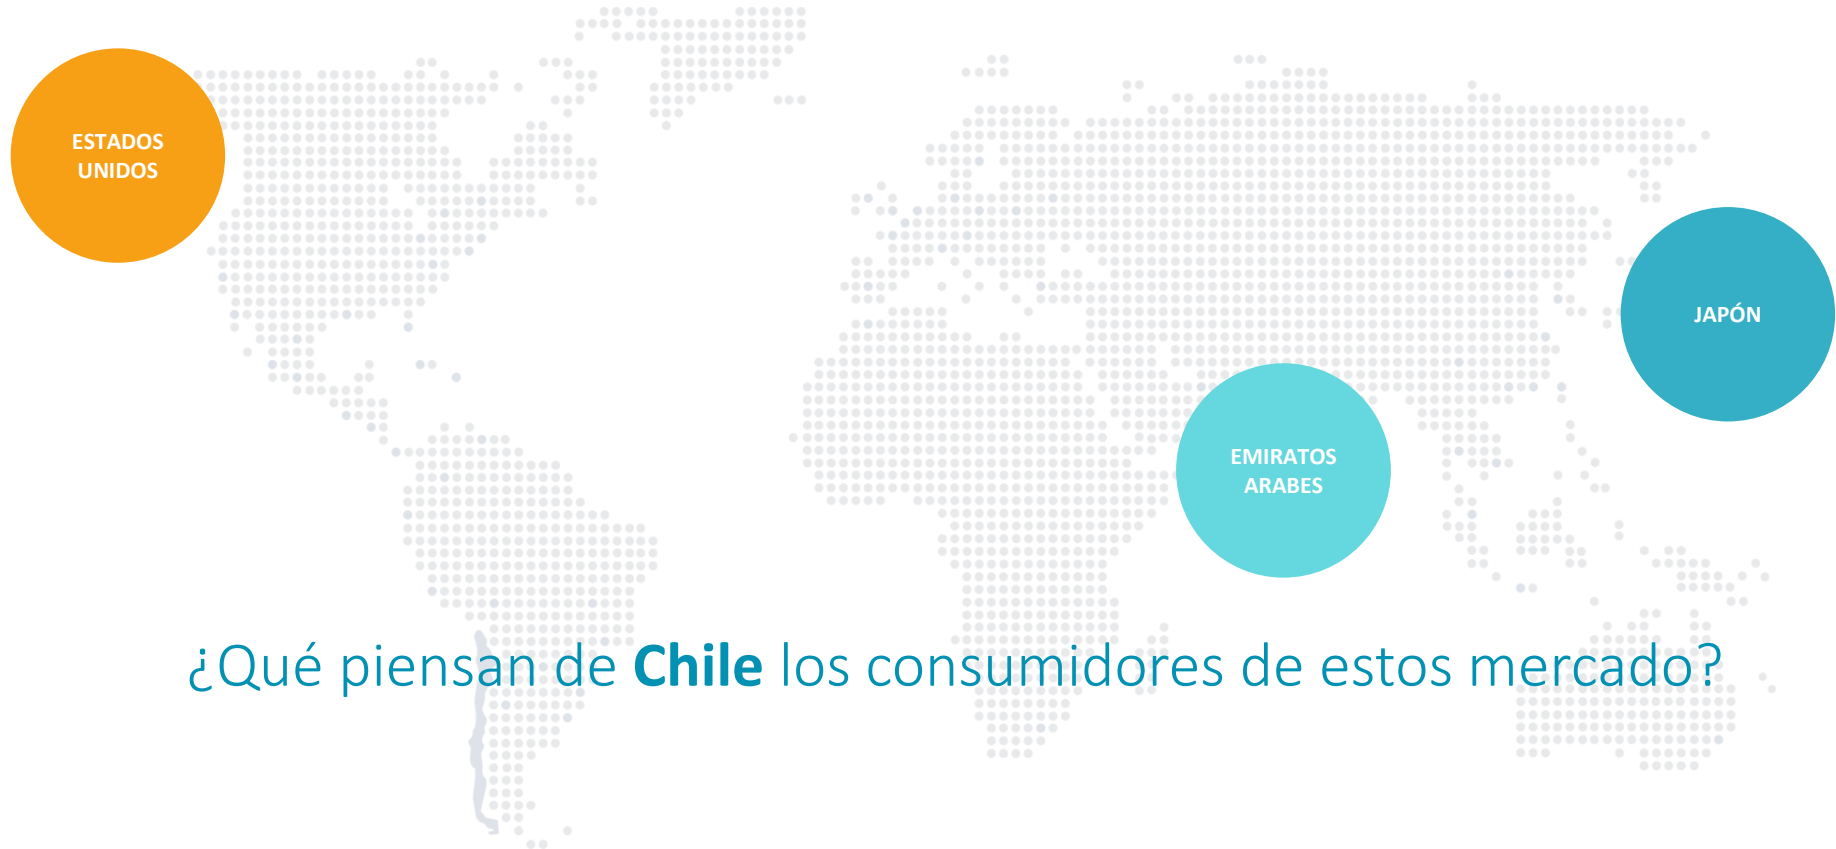 ESTADOS
UNIDOS
JAPÓN
EMIRATOS
ARABES
¿Qué piensan de Chile los consumidores de estos mercado?